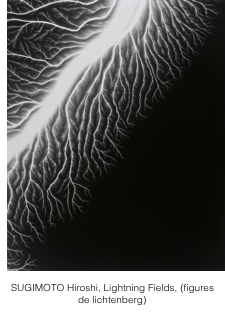 SUGIMOTO Hiroshi, Lightning Fields, (figures
de lichtenberg)